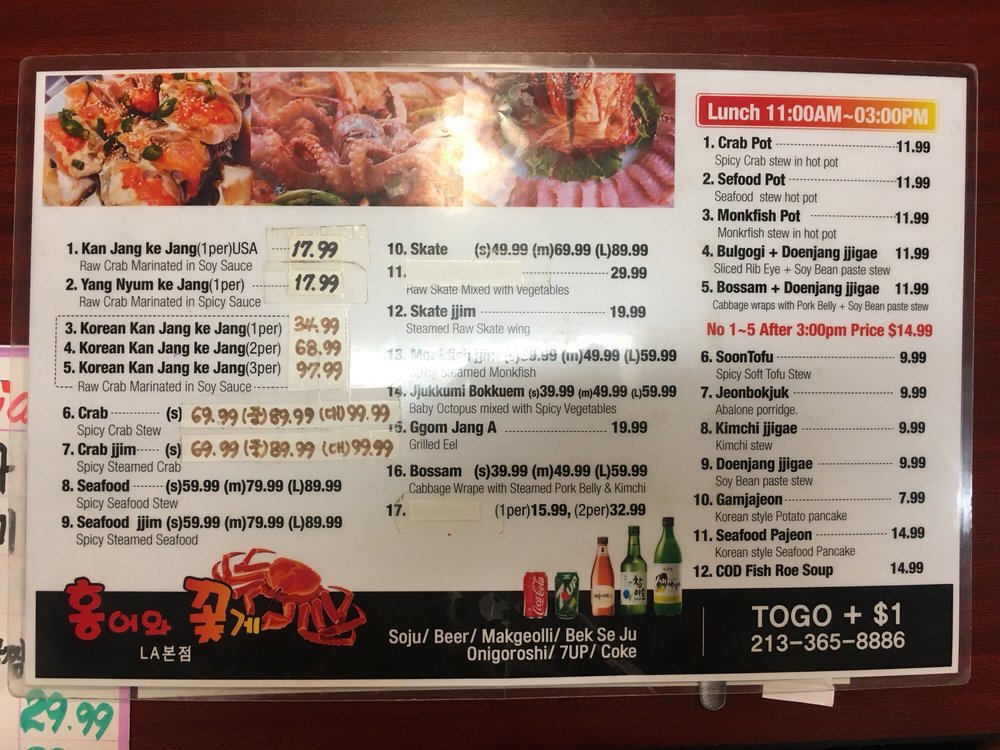 1. Kan Jang ke Jang(1per)USA 17.99
Raw Crab Marinated in Soy Sauce
2. Yang Nyum ke Jang(1per) 17.99
Raw Crab Marinated in Spicy Sauce
3. Korean Kan Jang ke Jang(1per) 34.99
4. Korean Kan Jang ke Jang(2per) 68.99
5. Korean Kan Jang ke Jang(3per) 97.99
Raw Crab Marinated in Soy Sauce
6. Crab (s) 69.99 (중)89.99 (대)99.99
Spicy Crab Stew
7. Crab jjim (s) 69.99 (중)89.99 (대)99.99
Spicy Steamed Crab
8. Seafood (s)59.99 (m)79.99 (L)89.99
Spicy Seafood Stew
9. Seafood jjim (s)59.99 (m)79.99 (L)89.99
Spicy Steamed Seafood
10. Skate (s)49.99 (m)69.99 (L)89.99
11. 29.99
Raw Skate Mixed with Vegetables
12. Skate jjim 19.99
Steamed Raw Skate wing
13. Monkfish jjim (s)39.99 (m)49.99 (L)59.99
Spicy Steamed Monkfish
14. Jjukkumi Bokkuem (s)39.99 (m)49.99 (L)59.99
Baby Octopus mixed with Spicy Vegetables
15. Ggom Jang A 19.99
Grilled Eel
16. Bossam (s)39.99 (m)49.99 (L)59.99
Cabbage Wrape with Steamed Pork Belly & Kimchi
17. (1per)15.99, (2per)32.99
Lunch 11:00AM~03:00PM
1. Crab Pot 11.99
Spicy Crab stew in hot pot
2. Sefood Pot 11.99
Seafood stew hot pot
3. Monkfish Pot 11.99
Monkrfish stew in hot pot
4. Bulgogi + Doenjang jjigae 11.99
Sliced Rib Eye + Soy Bean paste stew
5. Bossam + Doenjang jjigae 11.99
Cabbage wraps with Pork Belly + Soy Bean paste stew
No 1~5 After 3:00pm Price $14.99
6. SoonTofu 9.99
Spicy Soft Tofu Stew
7. Jeonbokjuk 9.99
Abalone porridge.
8. Kimchi jjigae 9.99
Kimchi stew
9. Doenjang jjigae 9.99
Soy Bean paste stew
10. Gamjajeon 7.99
Korean style Potato pancake
11. Seafood Pajeon 14.99
Korean style Seafood Pancake
12. COD Fish Roe Soup 14.99
홍어와 꽃게
LA본점
Coca-Cola
Soju/ Beer/ Makgeolli/ Bek Se Ju
Onigoroshi/ 7UP/ Coke
TOGO + $1
213-365-8886
29.99